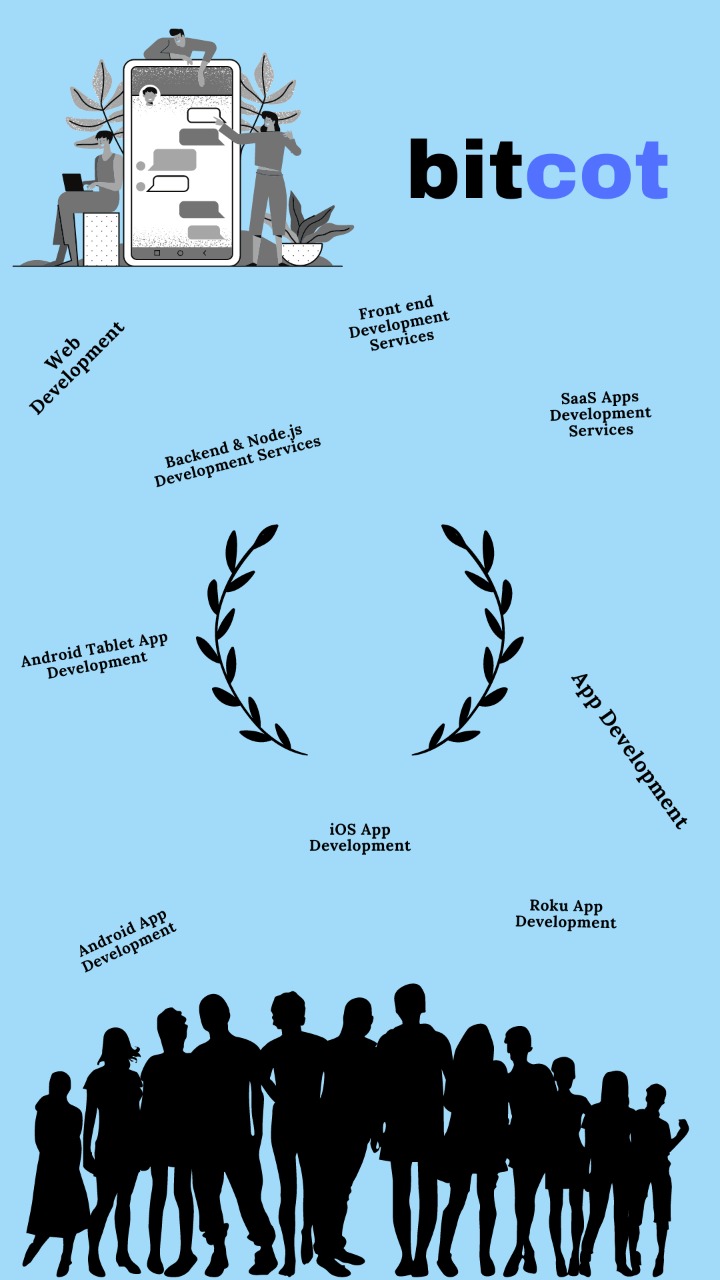 bitcot
Front end
Development
Services
Web
Development
SaaS Apps
Development
Services
Backend & Node.js
Development Services
Android Tablet App
Development
App Development
iOS App
Development
Roku App
Development
Android App
Development